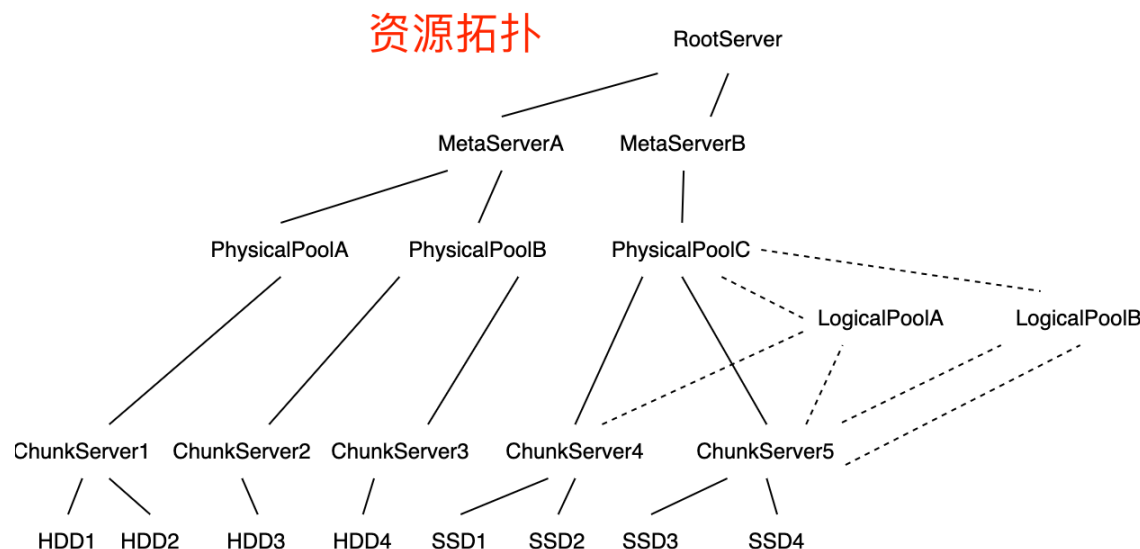 资源拓扑
RootServer
MetaServerA
MetaServerB
PhysicalPoolA
PhysicalPoolB
PhysicalPoolC
LogicalPoolA
LogicalPoolB
ChunkServer1
ChunkServer2
ChunkServer3
ChunkServer4
ChunkServer5
HDD1
HDD2
HDD3
HDD4
SSD1
SSD2
SSD3
SSD4